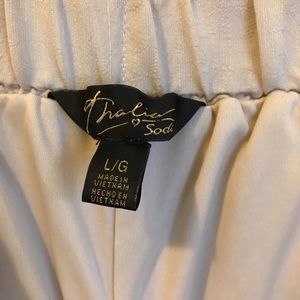 Thalia
Sodi
L/G
MADE IN
VIETNAM
HECHO EN
VIETNAM